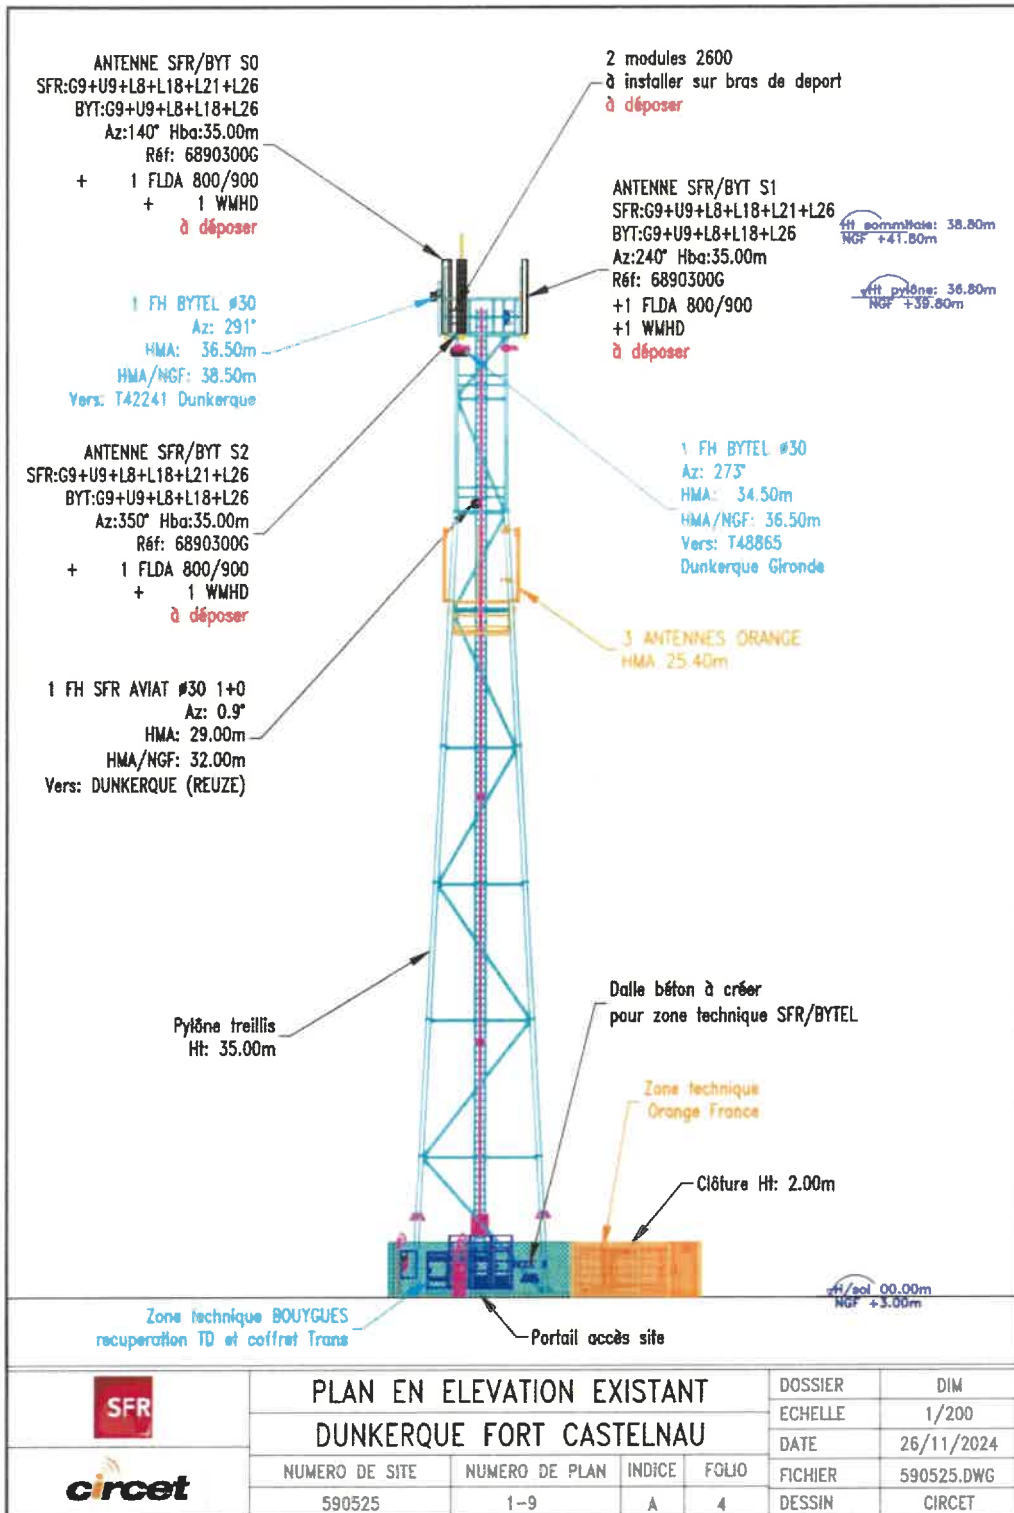 ANTENNE SFR/BYT S0
SFR:G9+U9+L8+L18+L21+L26
BYT:G9+U9+L8+L18+L26
Az:140° Hba:35.00m
Réf: 6890300G
+ 1 FLDA 800/900
+ 1 WMHD
à déposer
2 modules 2600
à installer sur bras de deport
à déposer
ANTENNE SFR/BYT S1
SFR:G9+U9+L8+L18+L21+L26
BYT:G9+U9+L8+L18+L26
Az:240° Hba:35.00m
Réf: 6890300G
+1 FLDA 800/900
+1 WMHD
à déposer
Ht sommitale: 38.80m
NGF +41.80m
Ht pylône: 36.80m
NGF +39.80m
1 FH BYTEL ø30
Az: 291°
HMA: 36.50m
HMA/NGF: 38.50m
Vers: T42241 Dunkerque
ANTENNE SFR/BYT S2
SFR:G9+U9+L8+L18+L21+L26
BYT:G9+U9+L8+L18+L26
Az:350° Hba:35.00m
Réf: 6890300G
+ 1 FLDA 800/900
+ 1 WMHD
à déposer
1 FH BYTEL ø30
Az: 273°
HMA: 34.50m
HMA/NGF: 36.50m
Vers: T48865
Dunkerque Gironde
3 ANTENNES ORANGE
HMA 25.40m
1 FH SFR AVIAT ø30 1+0
Az: 0.9°
HMA: 29.00m
HMA/NGF: 32.00m
Vers: DUNKERQUE (REUZE)
Pylône treillis
Ht: 35.00m
Dalle béton à créer
pour zone technique SFR/BYTEL
Zone technique
Orange France
Clôture Ht: 2.00m
H/sol 00.00m
NGF +3.00m
Zone technique BOUYGUES
recuperation TD et coffret Trans
Portail accès site
SFR
circet
PLAN EN ELEVATION EXISTANT
DUNKERQUE FORT CASTELNAU
NUMERO DE SITE NUMERO DE PLAN INDICE FOLIO
590525 1-9 A 4
DOSSIER DIM
ECHELLE 1/200
DATE 26/11/2024
FICHIER 590525.DWG
DESSIN CIRCET